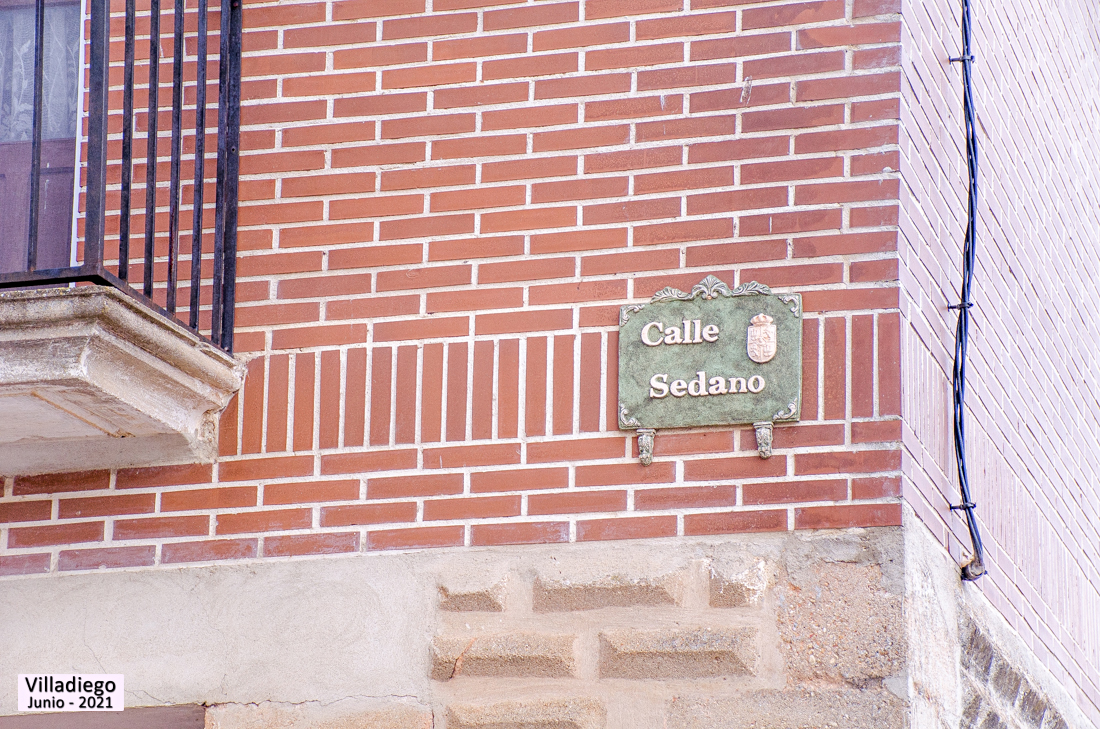 Calle
Sedano
Villadiego
Junio - 2021